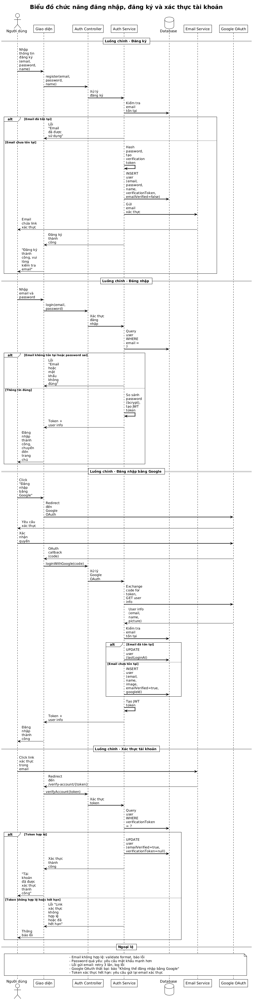 Biểu đồ chức năng đăng nhập, đăng ký và xác thực tài khoản
Người dùng
Giao diện
Auth Controller
Auth Service
Database
Email Service
Google OAuth
Luồng chính - Đăng ký
Nhập
thông tin
đăng ký
(email,
password,
name)
register(email,
password,
name)
Xử lý
đăng ký
Kiểm tra
email
tồn tại
alt
[Email đã tồn tại]
Lỗi
"Email
đã được
sử dụng"
[Email chưa tồn tại]
Hash
password,
tạo
verification
token
INSERT
user
(email,
password,
name,
verificationToken,
emailVerified=false)
Gửi
email
xác thực
Email
chứa link
xác thực
Đăng ký
thành
công
"Đăng ký
thành
công, vui
lòng
kiểm tra
email"
Luồng chính - Đăng nhập
Nhập
email và
password
login(email,
password)
Xác thực
đăng
nhập
Query
user
WHERE
email =
?
alt
[Email không tồn tại hoặc password sai]
Lỗi
"Email
hoặc
mật
khẩu
không
đúng"
[Thông tin đúng]
So sánh
password
(bcrypt),
tạo JWT
token
Token +
user info
Đăng
nhập
thành
công,
chuyển
đến
trang
chủ
Luồng chính - Đăng nhập bằng Google
Click
"Đăng
nhập
bằng
Google"
Redirect
đến
Google
OAuth
Yêu cầu
xác thực
Xác
nhận
quyền
OAuth
callback
(code)
loginWithGoogle(code)
Xử lý
Google
OAuth
Exchange
code for
token,
GET user
info
User info
(email,
name,
picture)
Kiểm tra
email
tồn tại
alt
[Email đã tồn tại]
UPDATE
user
(lastLoginAt)
[Email chưa tồn tại]
INSERT
user
(email,
name,
image,
emailVerified=true,
googleId)
Tạo JWT
token
Token +
user info
Đăng
nhập
thành
công
Luồng chính - Xác thực tài khoản
Click link
xác thực
trong
email
Redirect
đến
/verify-account/{token}
verifyAccount(token)
Xác thực
token
Query
user
WHERE
verificationToken
= ?
alt
[Token hợp lệ]
UPDATE
user
(emailVerified=true,
verificationToken=null)
Xác thực
thành
công
"Tài
khoản
đã được
xác thực
thành
công"
[Token không hợp lệ hoặc hết hạn]
Lỗi "Link
xác thực
không
hợp lệ
hoặc đã
hết hạn"
Thông
báo lỗi
Ngoại lệ
- Email không hợp lệ: validate format, báo lỗi
- Password quá yếu: yêu cầu mật khẩu mạnh hơn
- Lỗi gửi email: retry 3 lần, log lỗi
- Google OAuth thất bại: báo "Không thể đăng nhập bằng Google"
- Token xác thực hết hạn: yêu cầu gửi lại email xác thực
Người dùng
Giao diện
Auth Controller
Auth Service
Database
Email Service
Google OAuth